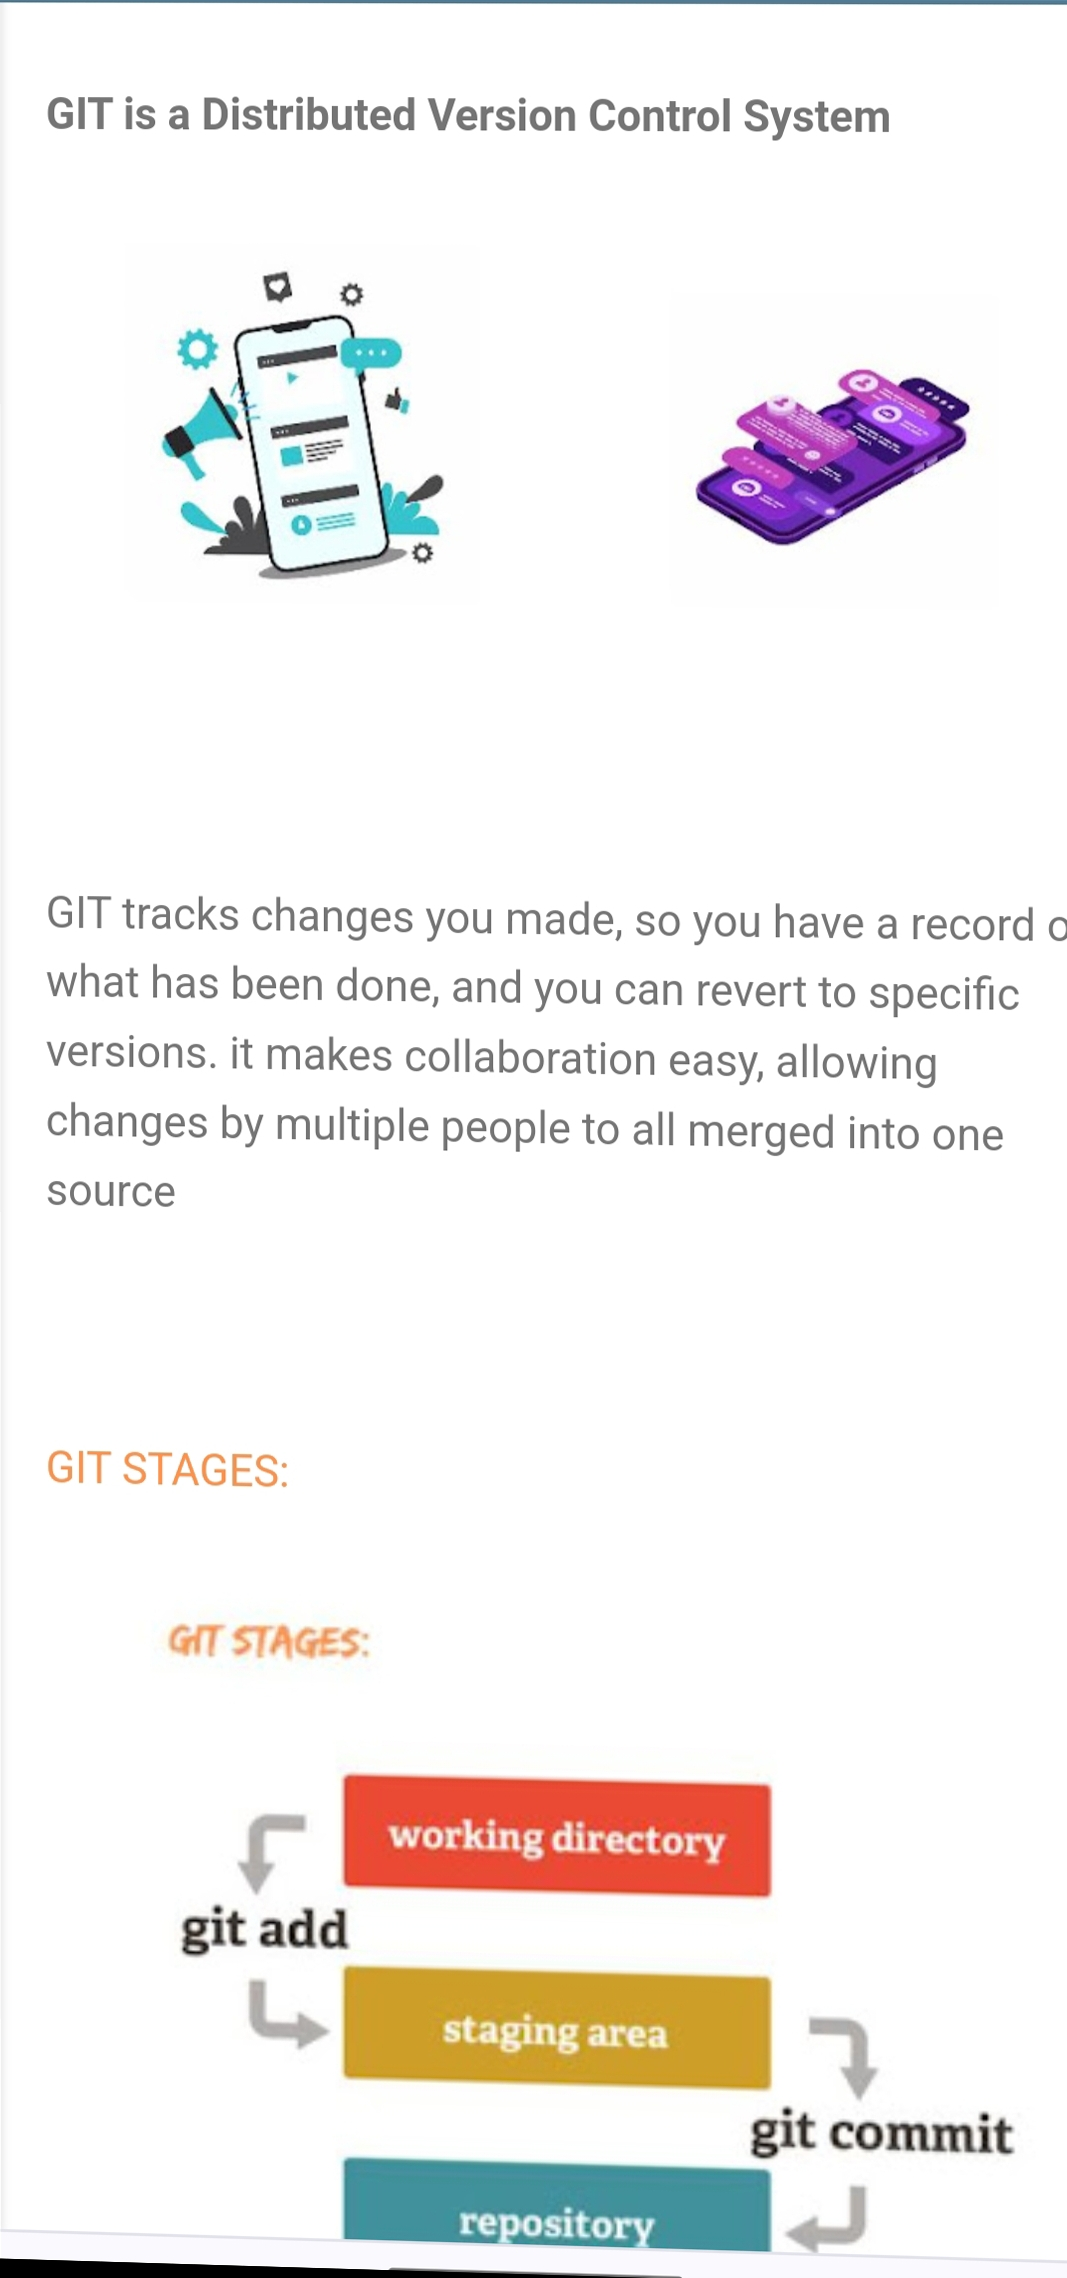 GIT is a Distributed Version Control System
GIT tracks changes you made, so you have a record o
what has been done, and you can revert to specific
versions. it makes collaboration easy, allowing
changes by multiple people to all merged into one
source
GIT STAGES:
GIT STAGES:
working directory
git add
staging area
git commit
repository